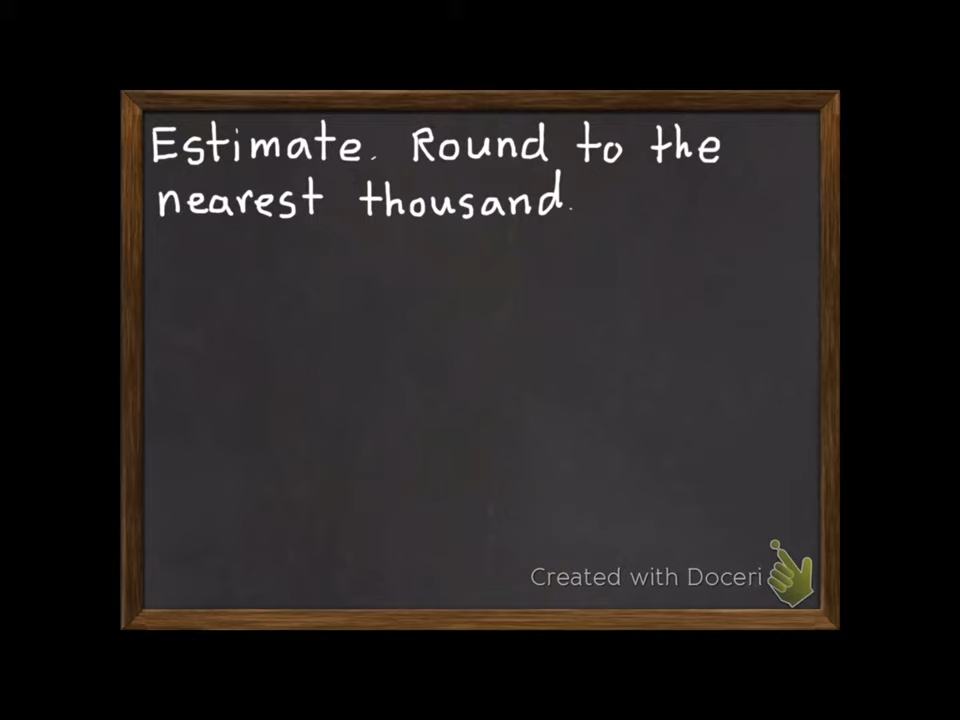 Estimate. Round to the
nearest thousand.
Created with Doceri